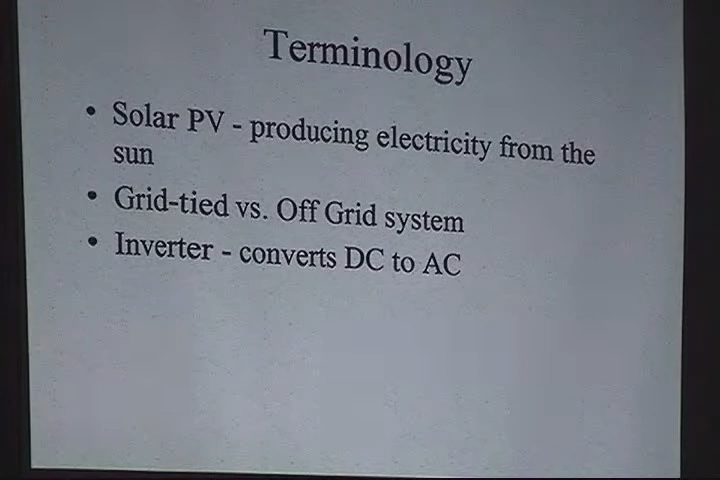 Terminology
• Solar PV - producing electricity from the
sun
• Grid-tied vs. Off Grid system
• Inverter - converts DC to AC